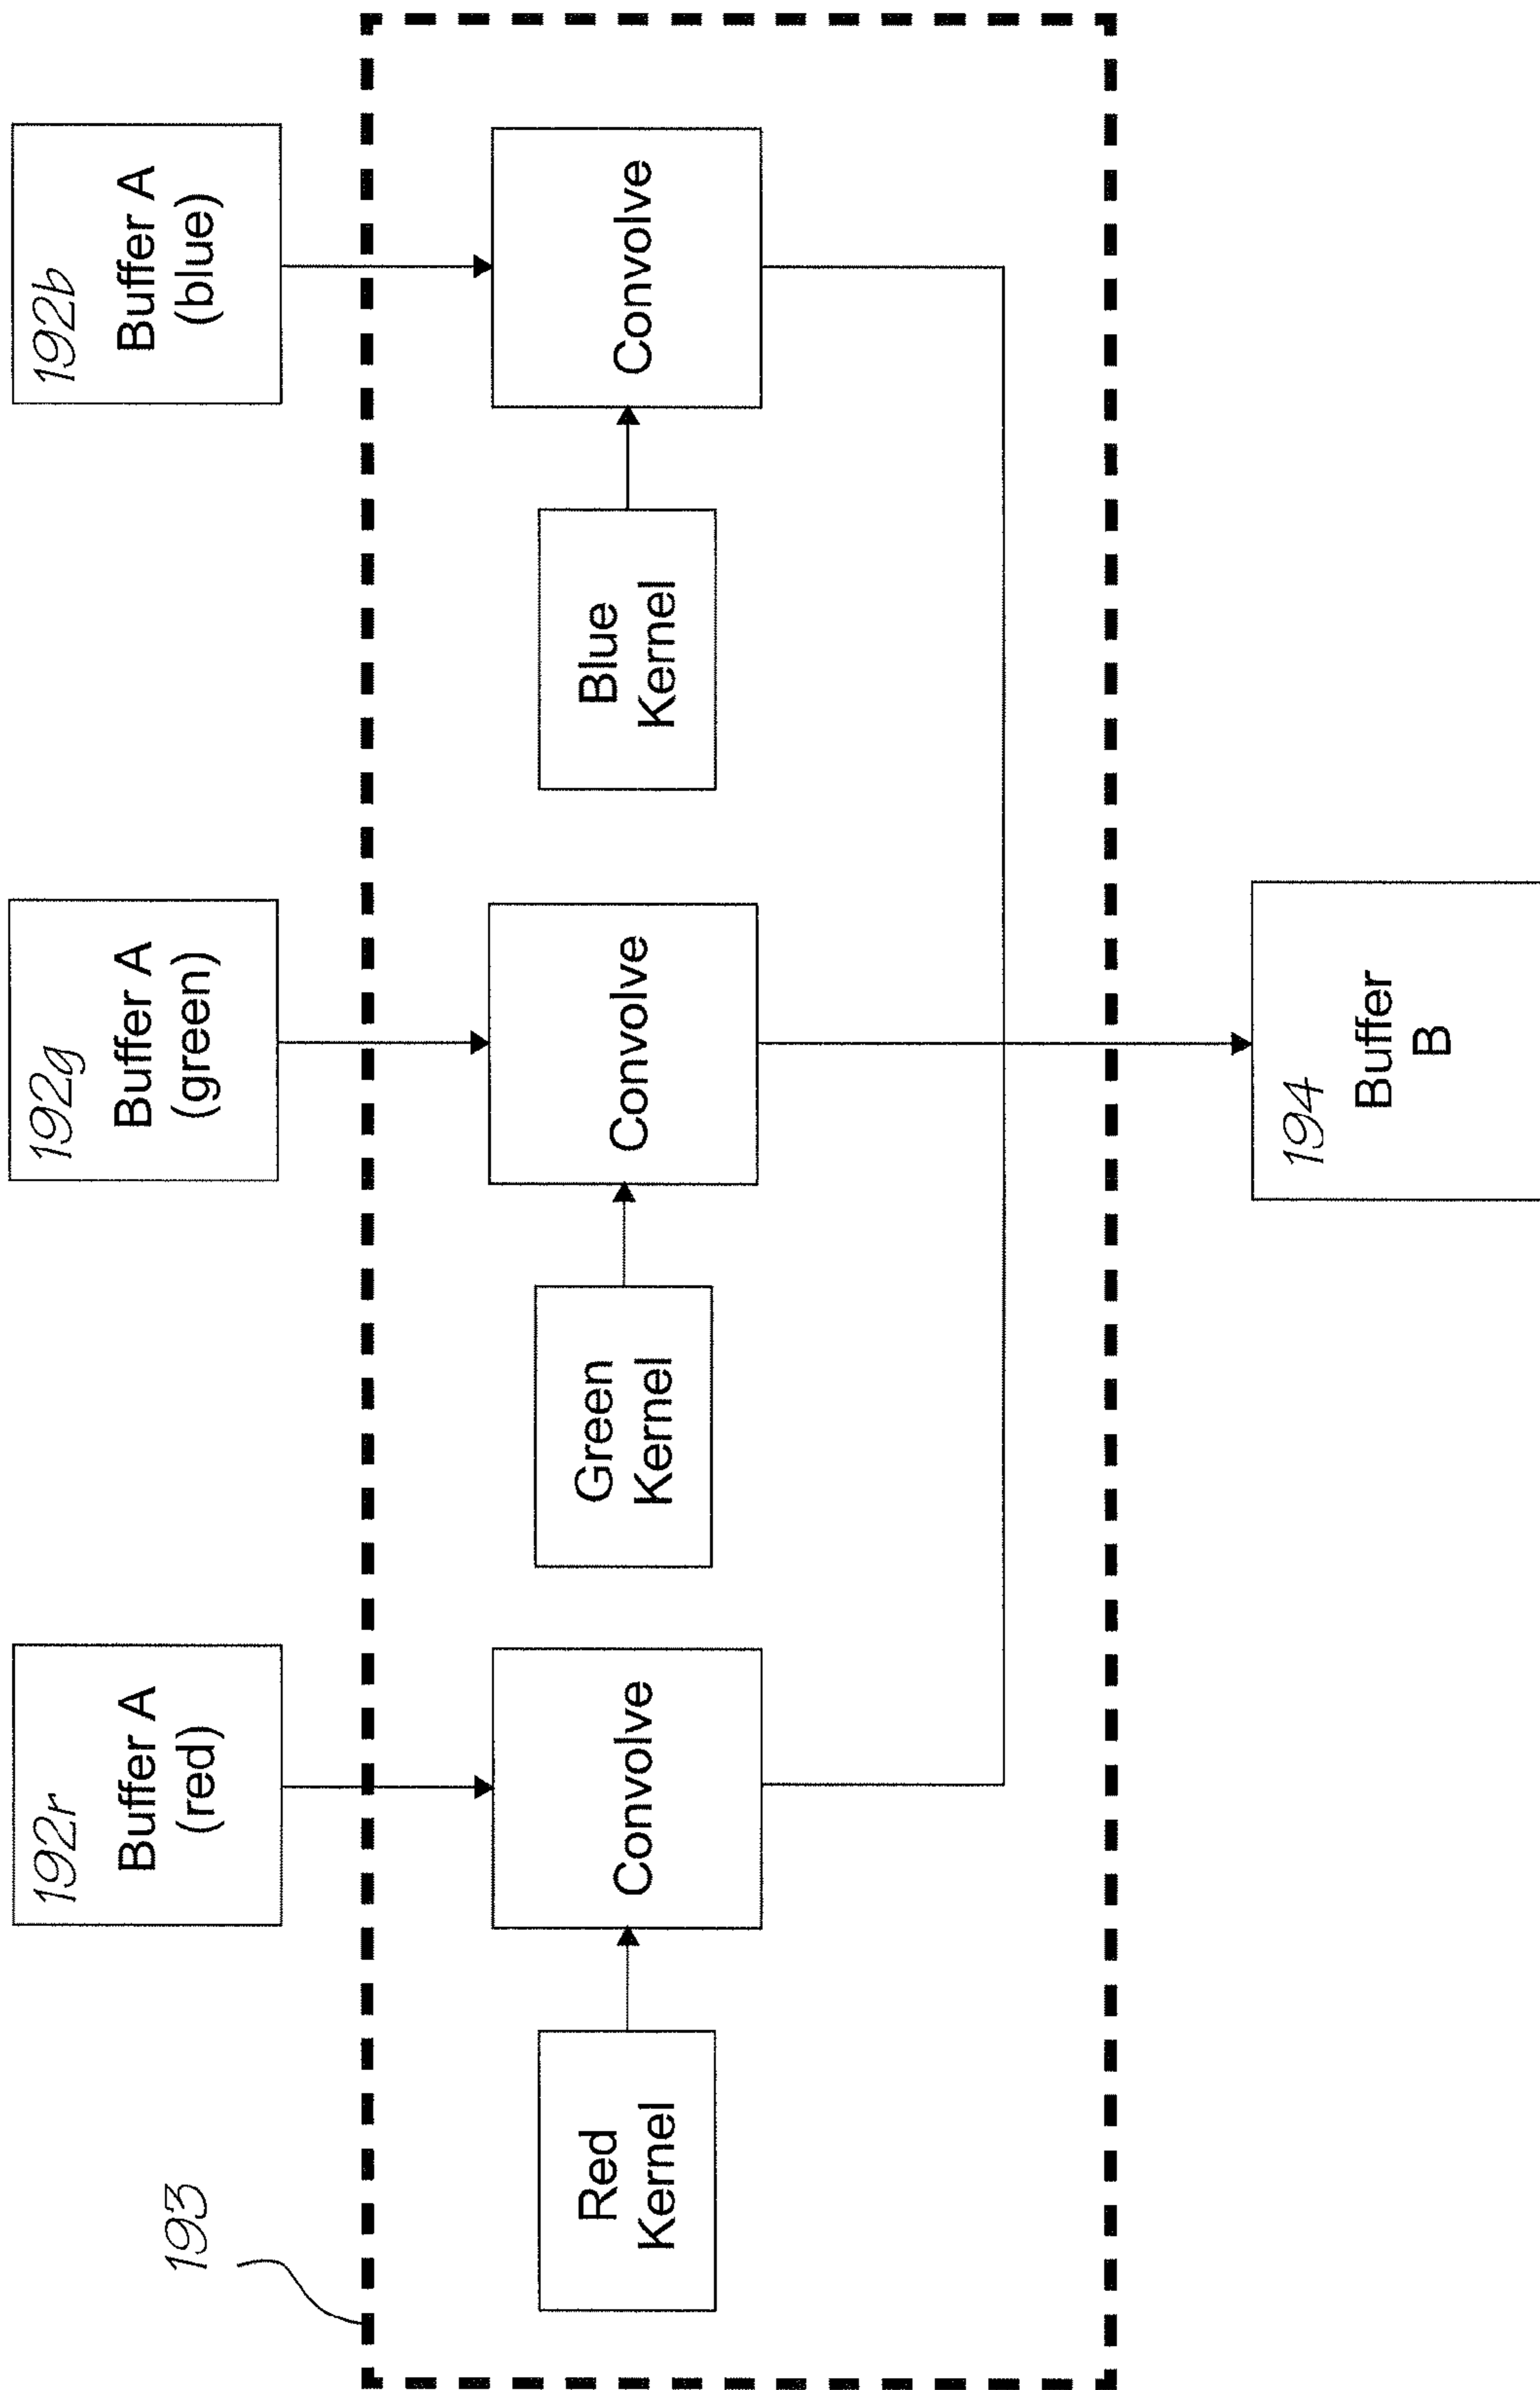 193
192r
Buffer A
(red)
192g
Buffer A
(green)
192b
Buffer A
(blue)
Red
Kernel
Convolve
Green
Kernel
Convolve
Blue
Kernel
Convolve
194
Buffer
B